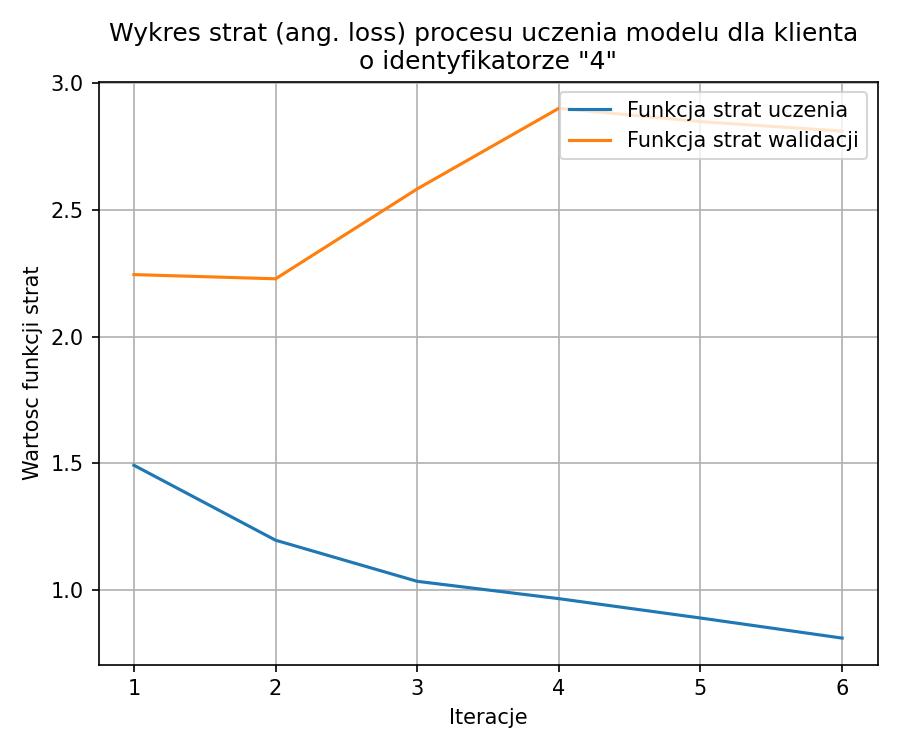 Wykres strat (ang. loss) procesu uczenia modelu dla klienta
o identyfikatorze "4"
Funkcja strat uczenia
Funkcja strat walidacji
Wartosc funkcji strat
3.0
2.5
2.0
1.5
1.0
1 2 3 4 5 6
Iteracje